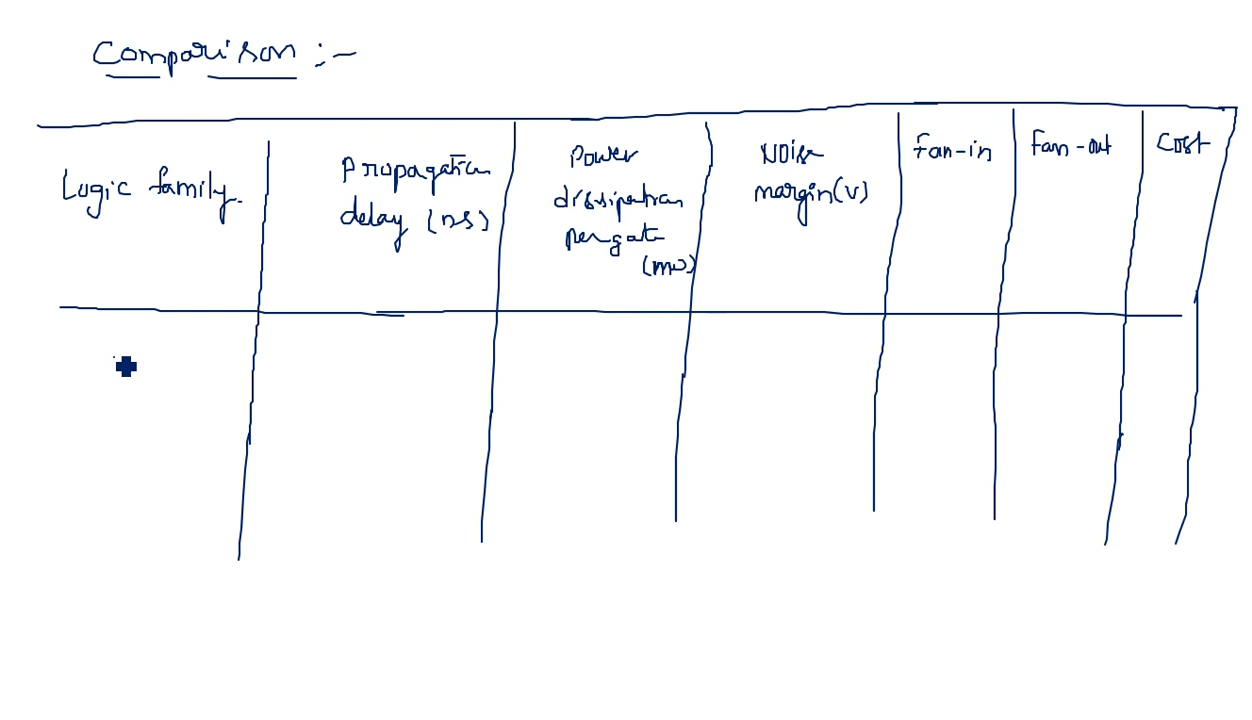 Comparison :-
Logic family.
Propagation
delay (ns)
Power
dissipation
per gate
(mw)
Noise
margin(v)
Fan-in
Fan-out
Cost